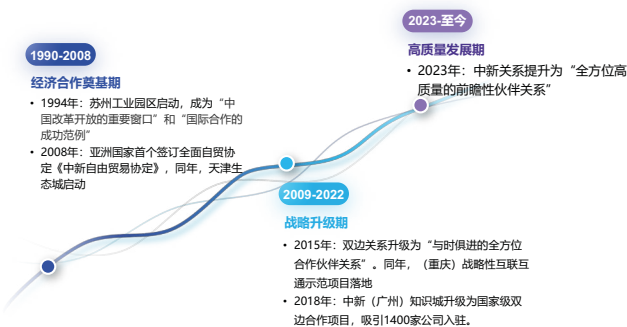 1990-2008
经济合作奠基期
• 1994年：苏州工业园区启动，成为“中
国改革开放的重要窗口”和“国际合作的
成功范例”
• 2008年：亚洲国家首个签订全面自贸协
定《中新自由贸易协定》，同年，天津生
态城启动
2009-2022
战略升级期
• 2015年：双边关系升级为“与时俱进的全方位
合作伙伴关系”。同年，（重庆）战略性互联互
通示范项目落地
• 2018年：中新（广州）知识城升级为国家级双
边合作项目，吸引1400家公司入驻。
2023-至今
高质量发展期
• 2023年：中新关系提升为“全方位高
质量的前瞻性伙伴关系”